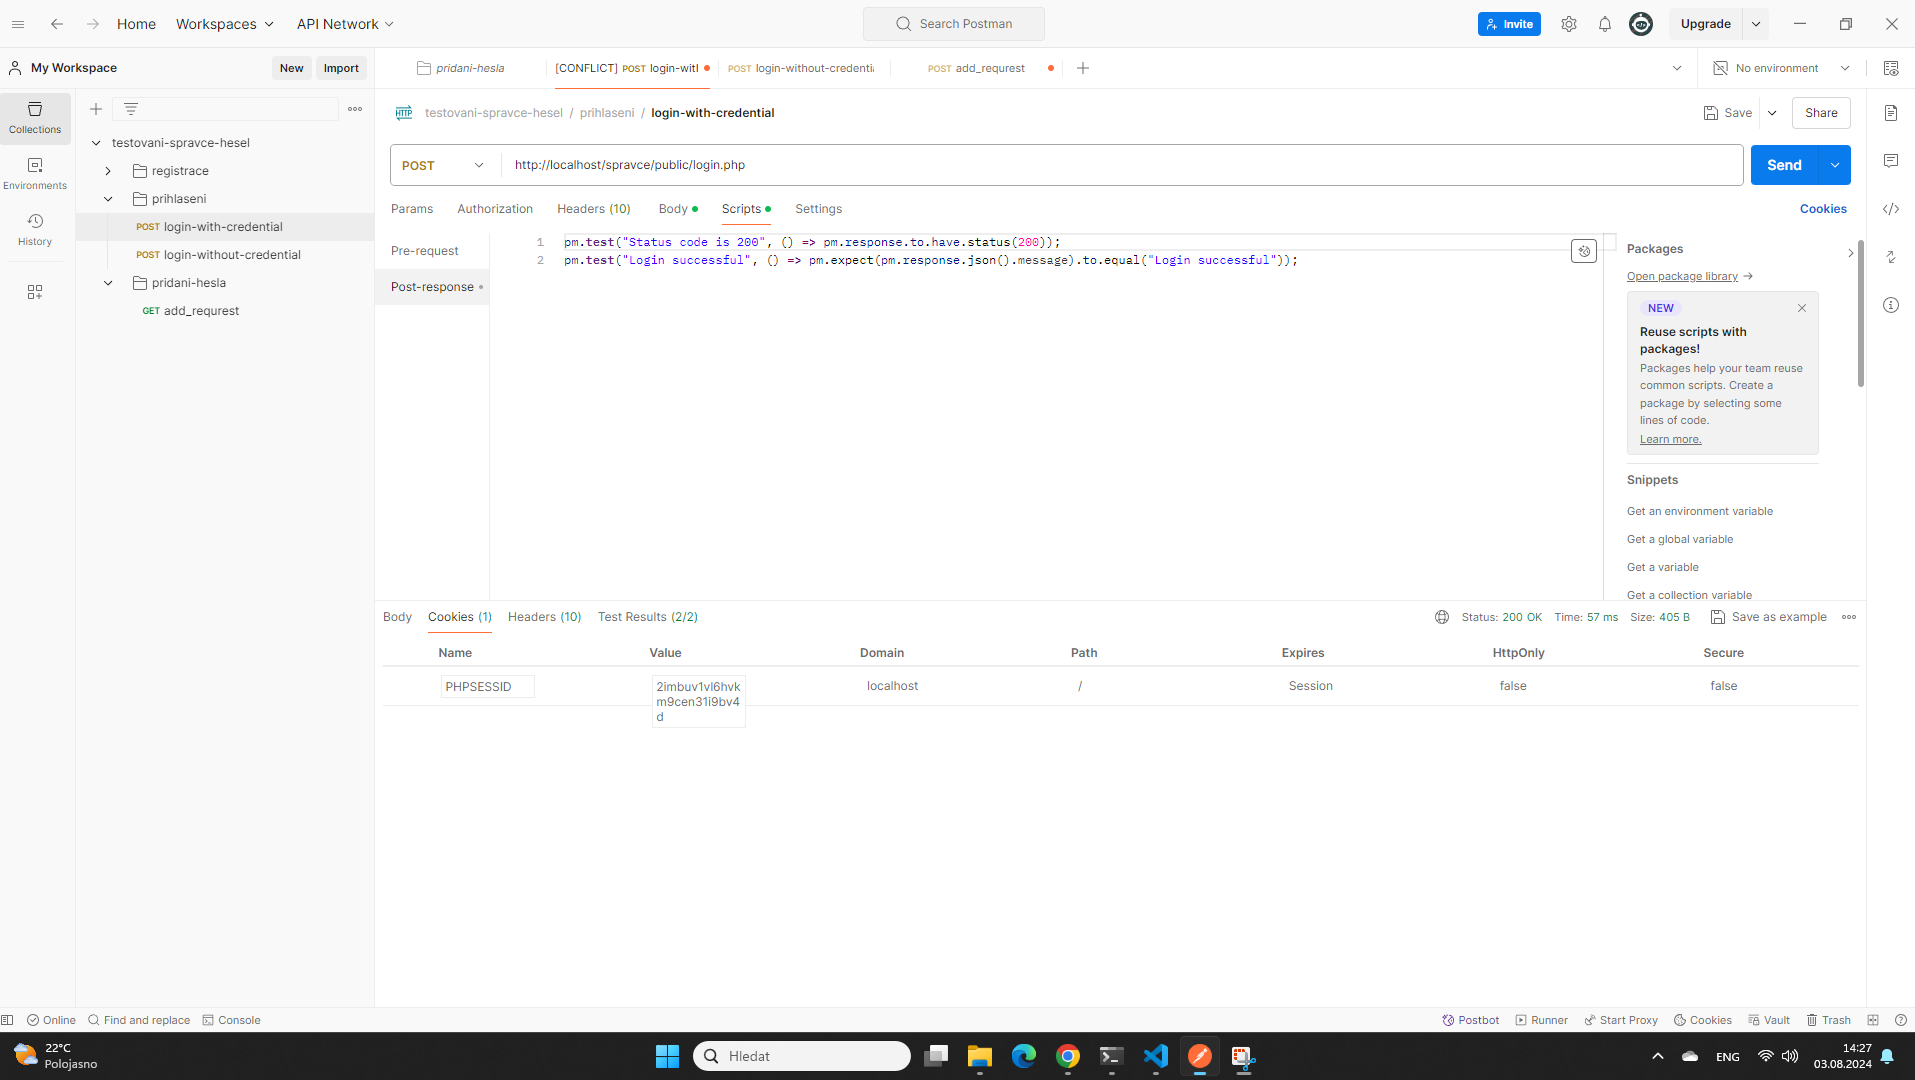 Home
Workspaces
API Network
Search Postman
Invite
Upgrade
My Workspace
New
Import
pridani-hesla
[CONFLICT] POST login-witl
POST login-without-credenti
POST add_requrest
No environment
Collections
Environments
History
testovani-spravce-hesel
registrace
prihlaseni
POST login-with-credential
POST login-without-credential
pridani-hesla
GET add_requrest
HTTP testovani-spravce-hesel / prihlaseni / login-with-credential
Save
Share
POST
http://localhost/spravce/public/login.php
Send
Params
Authorization
Headers (10)
Body
Scripts
Settings
Cookies
Pre-request
Post-response
1 pm.test("Status code is 200", () => pm.response.to.have.status(200));
2 pm.test("Login successful", () => pm.expect(pm.response.json().message).to.equal("Login successful"));
Packages
Open package library →
NEW
Reuse scripts with
packages!
Packages help your team reuse
common scripts. Create a
package by selecting some
lines of code.
Learn more.
Snippets
Get an environment variable
Get a global variable
Get a variable
Get a collection variable
Body
Cookies (1)
Headers (10)
Test Results (2/2)
Status: 200 OK
Time: 57 ms
Size: 405 B
Save as example
Name Value Domain Path Expires HttpOnly Secure
PHPSESSID
2imbuv1vl6hvk
m9cen31i9bv4
d
localhost
/
Session
false
false
Online
Find and replace
Console
Postbot
Runner
Start Proxy
Cookies
Vault
Trash
22°C
Polojasno
Hledat
ENG
14:27
03.08.2024